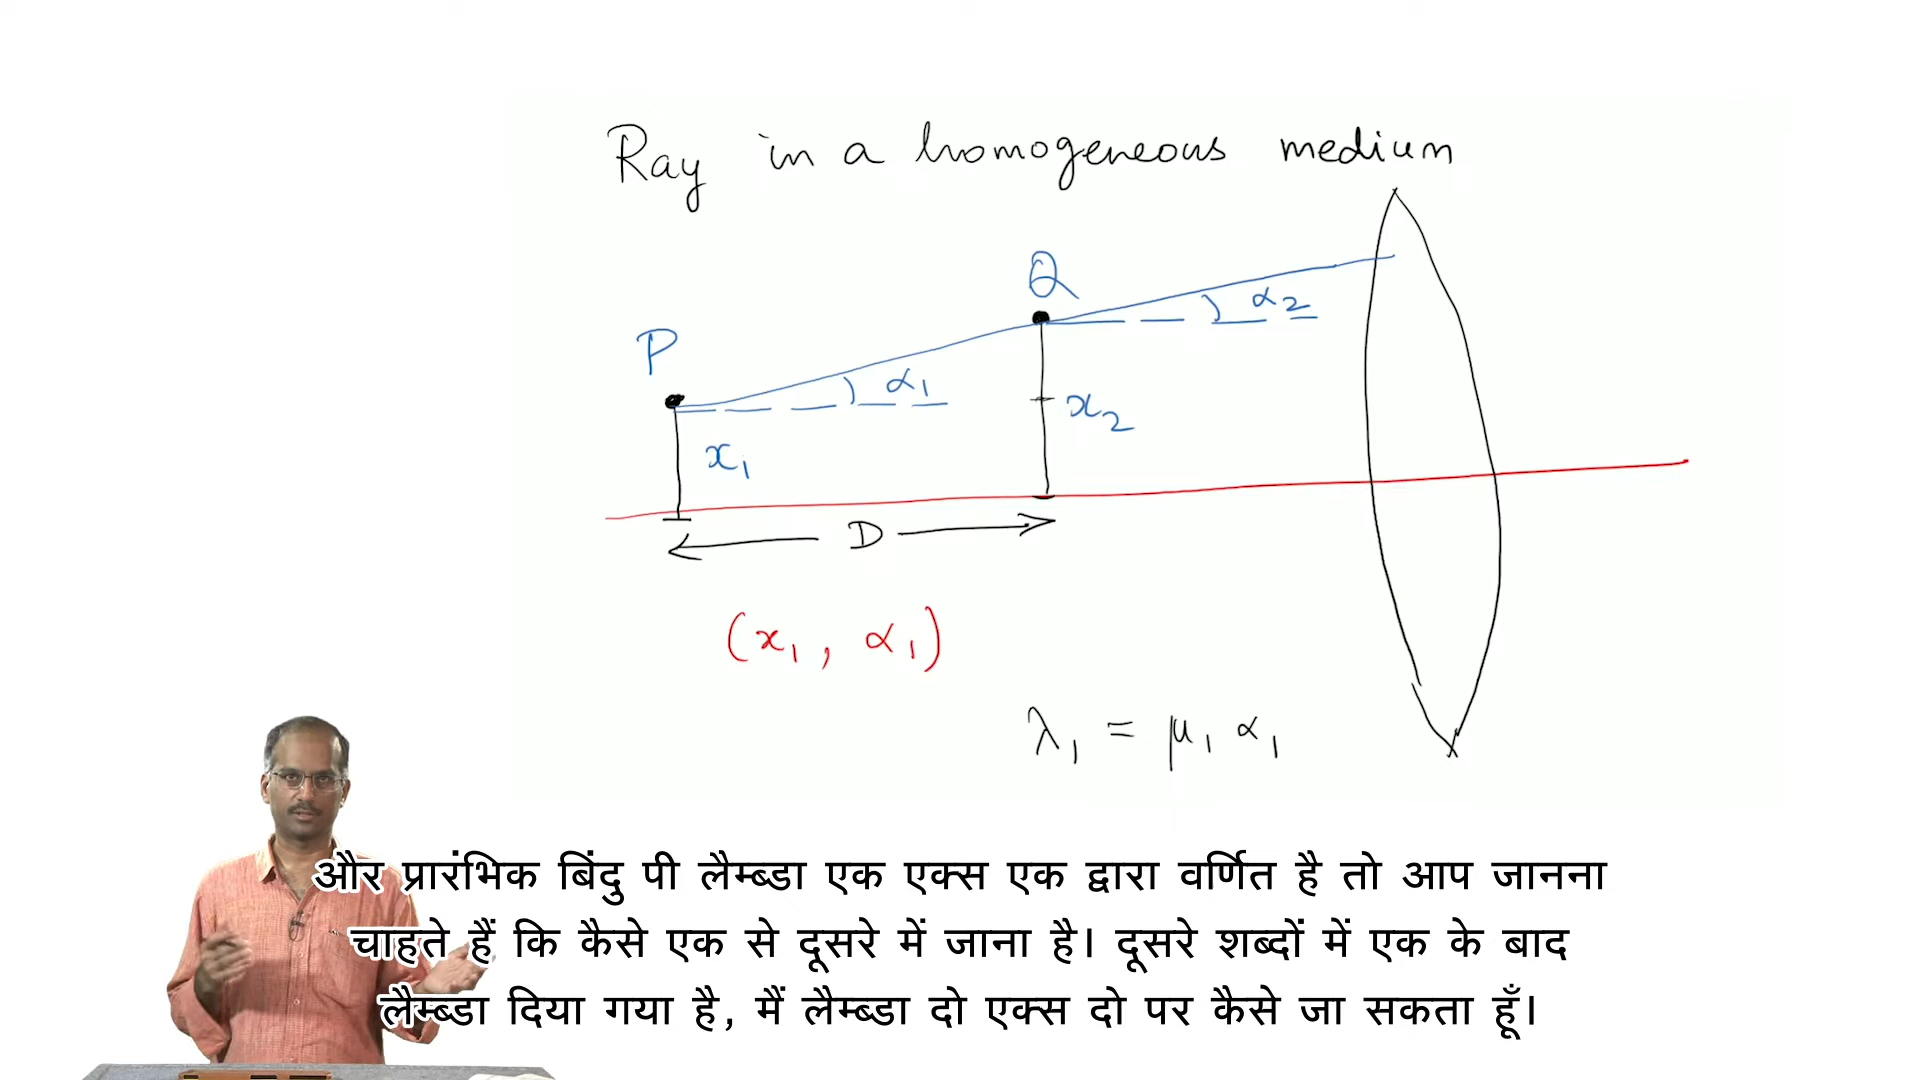 Ray in a homogeneous medium
Q
α2
P
α1
x2
x1
D
(x1, α1)
λ1 = μ1 α1
और प्रारंभिक बिंदु पी लैम्ब्डा एक एक्स एक द्वारा वर्णित है तो आप जानना
चाहते हैं कि कैसे एक से दूसरे में जाना है। दूसरे शब्दों में एक के बाद
लैम्ब्डा दिया गया है, मैं लैम्ब्डा दो एक्स दो पर कैसे जा सकता हूँ।